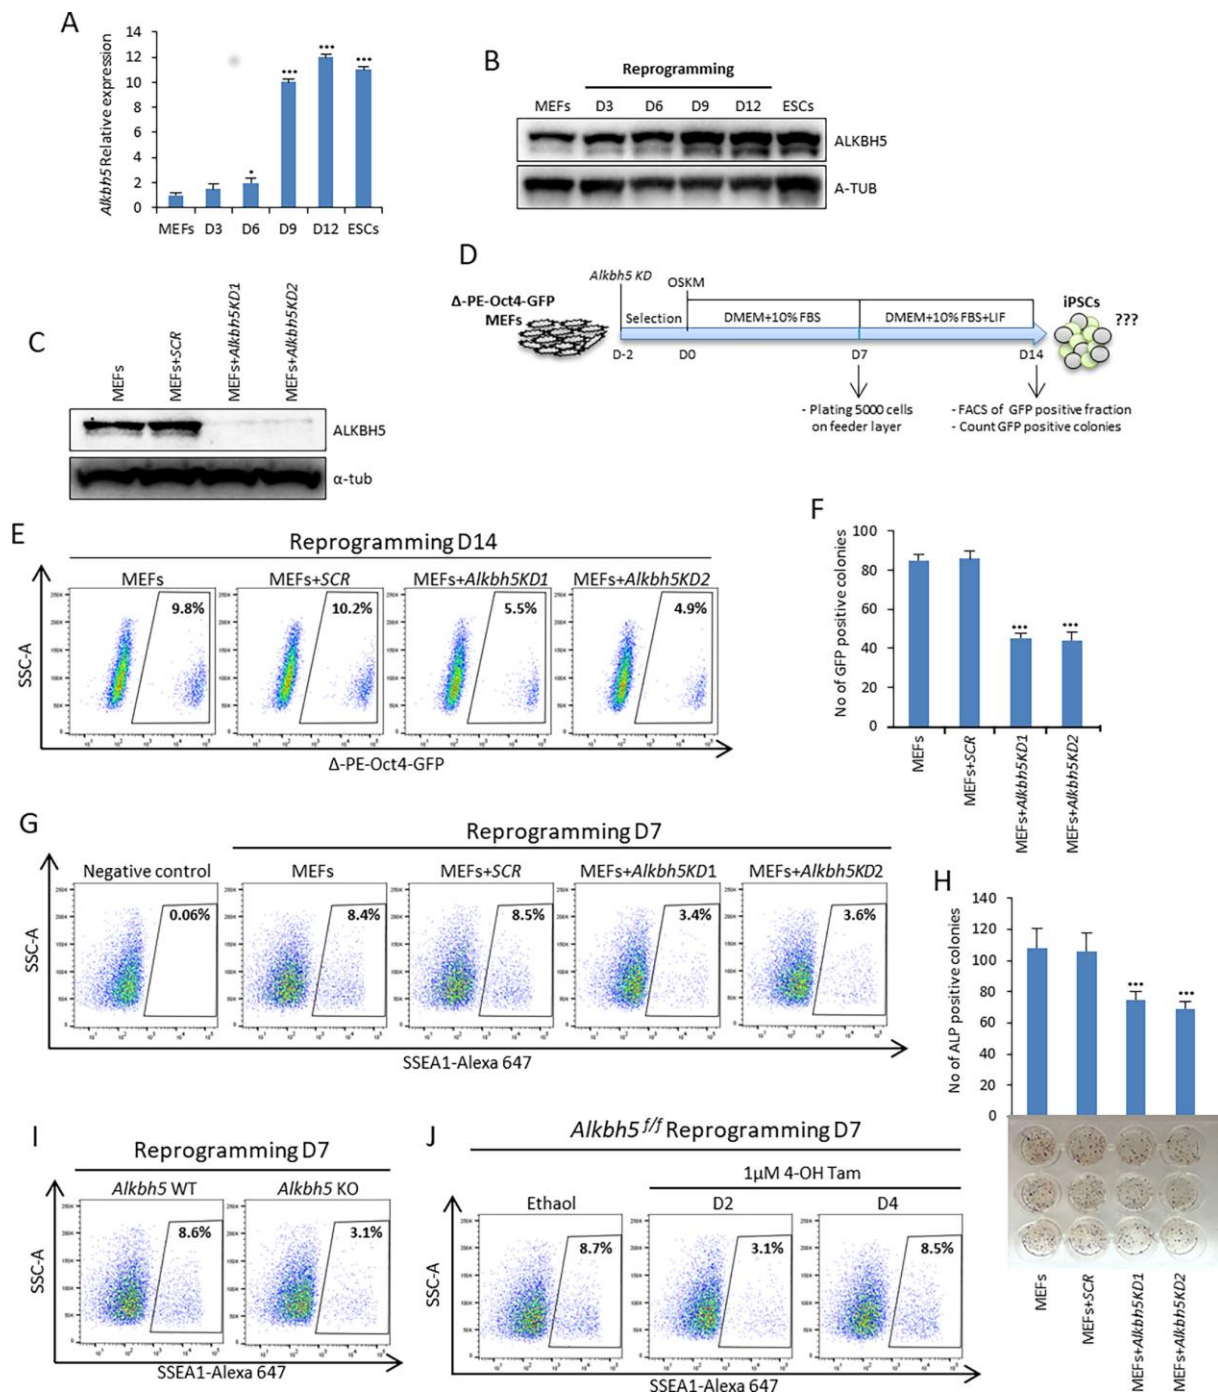 A
Alkbh5 Relative expression
14
12
10
8
6
4
2
0
*
***
***
***
MEFs D3 D6 D9 D12 ESCs
B
Reprogramming
MEFs D3 D6 D9 D12 ESCs
ALKBH5
A-TUB
C
MEFs
MEFs+SCR
MEFs+Alkbh5KD1
MEFs+Alkbh5KD2
ALKBH5
α-tub
D
Δ-PE-Oct4-GFP
MEFs
Alkbh5 KD
OSKM
Selection
DMEM+10% FBS
DMEM+10% FBS+LIF
D-2
D0
D7
D14
iPSCs
???
- Plating 5000 cells
on feeder layer
- FACS of GFP positive fraction
- Count GFP positive colonies
E
Reprogramming D14
MEFs
MEFs+SCR
MEFs+Alkbh5KD1
MEFs+Alkbh5KD2
9.8%
10.2%
5.5%
4.9%
SSC-A
Δ-PE-Oct4-GFP
F
No of GFP positive colonies
100
80
60
40
20
0
***
***
MEFs
MEFs+SCR
MEFs+Alkbh5KD1
MEFs+Alkbh5KD2
G
Reprogramming D7
Negative control
MEFs
MEFs+SCR
MEFs+Alkbh5KD1
MEFs+Alkbh5KD2
0.06%
8.4%
8.5%
3.4%
3.6%
SSC-A
SSEA1-Alexa 647
H
No of ALP positive colonies
140
120
100
80
60
40
20
0
***
***
MEFs
MEFs+SCR
MEFs+Alkbh5KD1
MEFs+Alkbh5KD2
I
Reprogramming D7
Alkbh5 WT
Alkbh5 KO
8.6%
3.1%
SSC-A
SSEA1-Alexa 647
J
Alkbh5 f/f Reprogramming D7
1µM 4-OH Tam
Ethaol
D2
D4
8.7%
3.1%
8.5%
SSC-A
SSEA1-Alexa 647